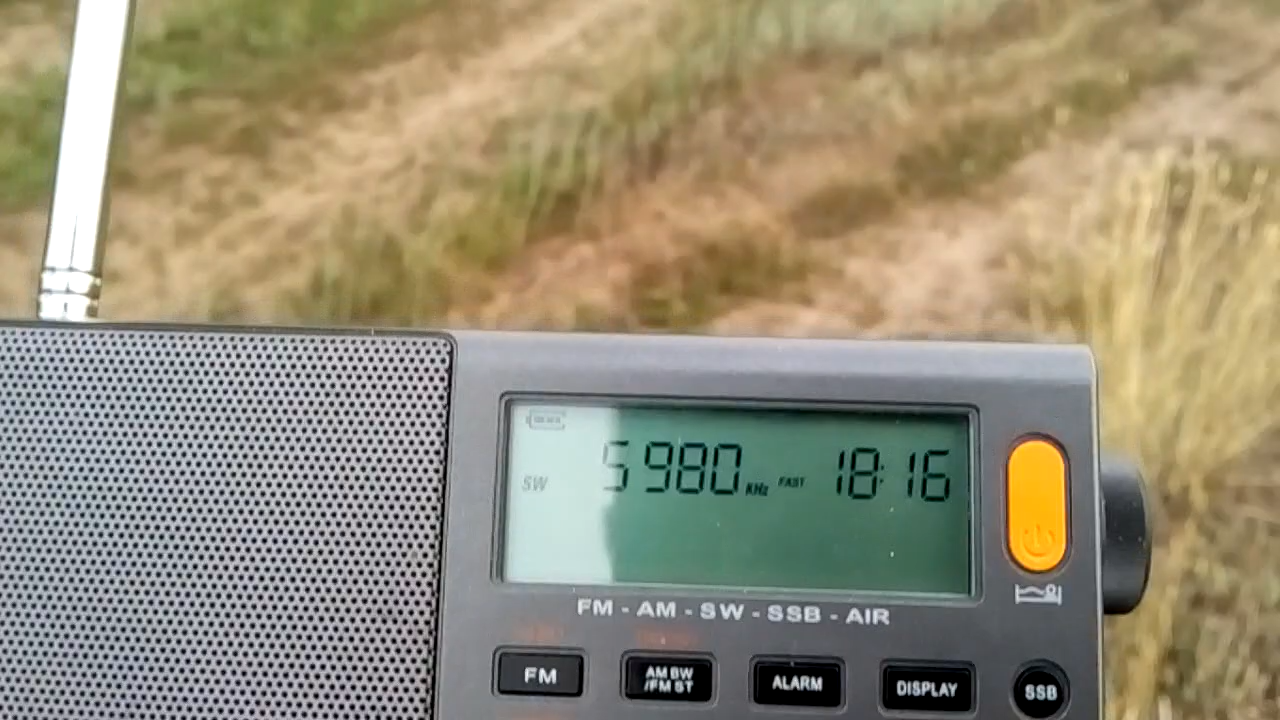 SW 5980 KHz FAST 18:16
FM - AM - SW - SSB - AIR
FM
AM BW
/FM ST
ALARM
DISPLAY
SSB